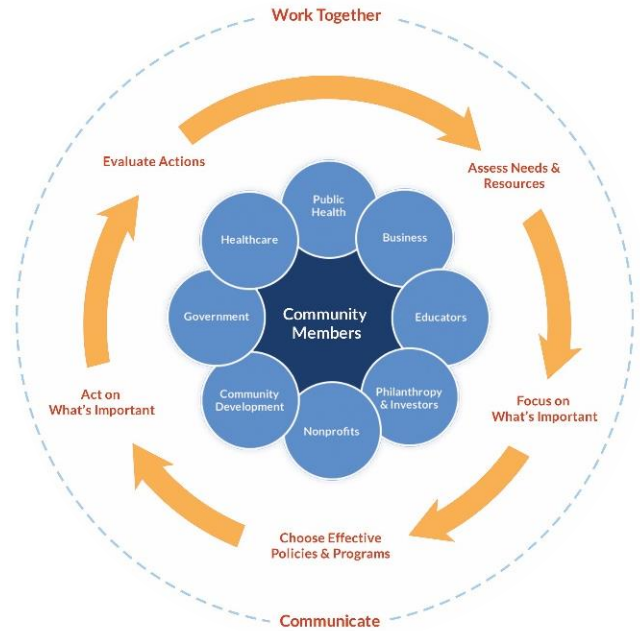 Work Together
Evaluate Actions
Assess Needs &
Resources
Public
Health
Healthcare
Business
Government
Community
Members
Educators
Community
Development
Philanthropy
& Investors
Nonprofits
Act on
What's Important
Focus on
What's Important
Choose Effective
Policies & Programs
Communicate